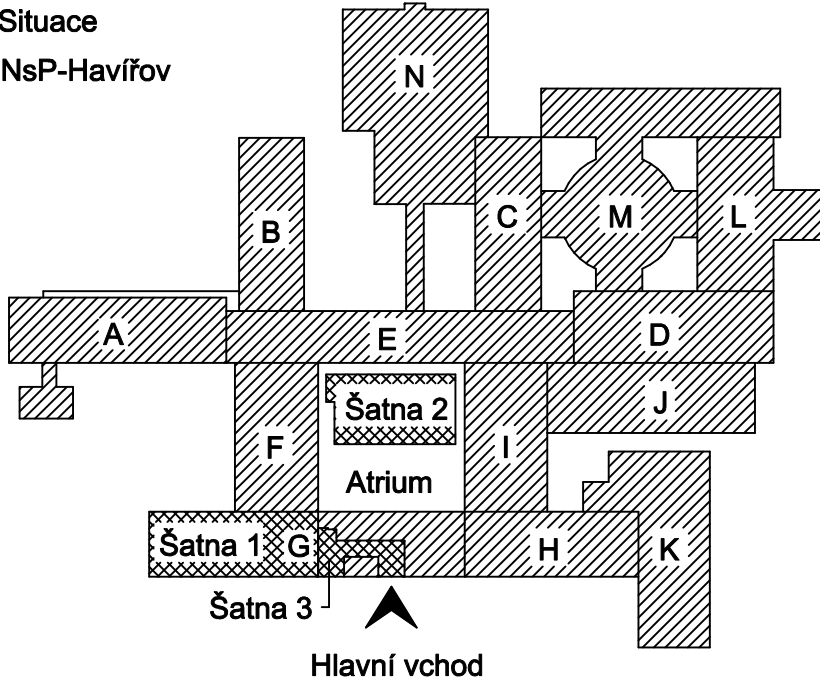 Situace
NsP-Havířov
N
B
C
M
L
A
E
D
Šatna 2
J
F
I
Atrium
Šatna 1
G
H
K
Šatna 3
Hlavní vchod